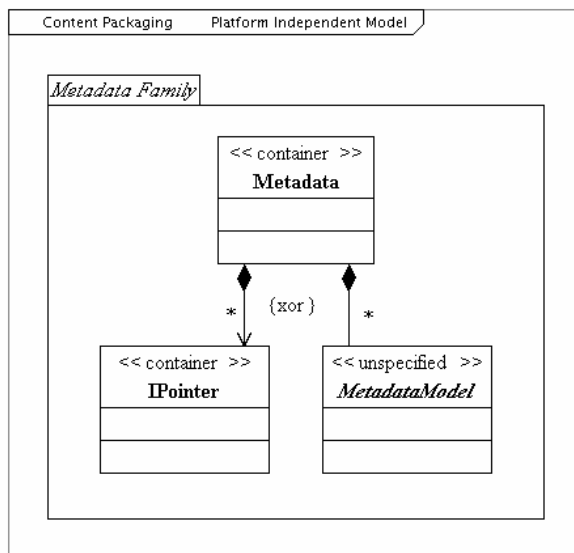 Content Packaging Platform Independent Model
Metadata Family
<< container >>
Metadata
* {xor } *
<< container >> << unspecified >>
IPointer MetadataModel